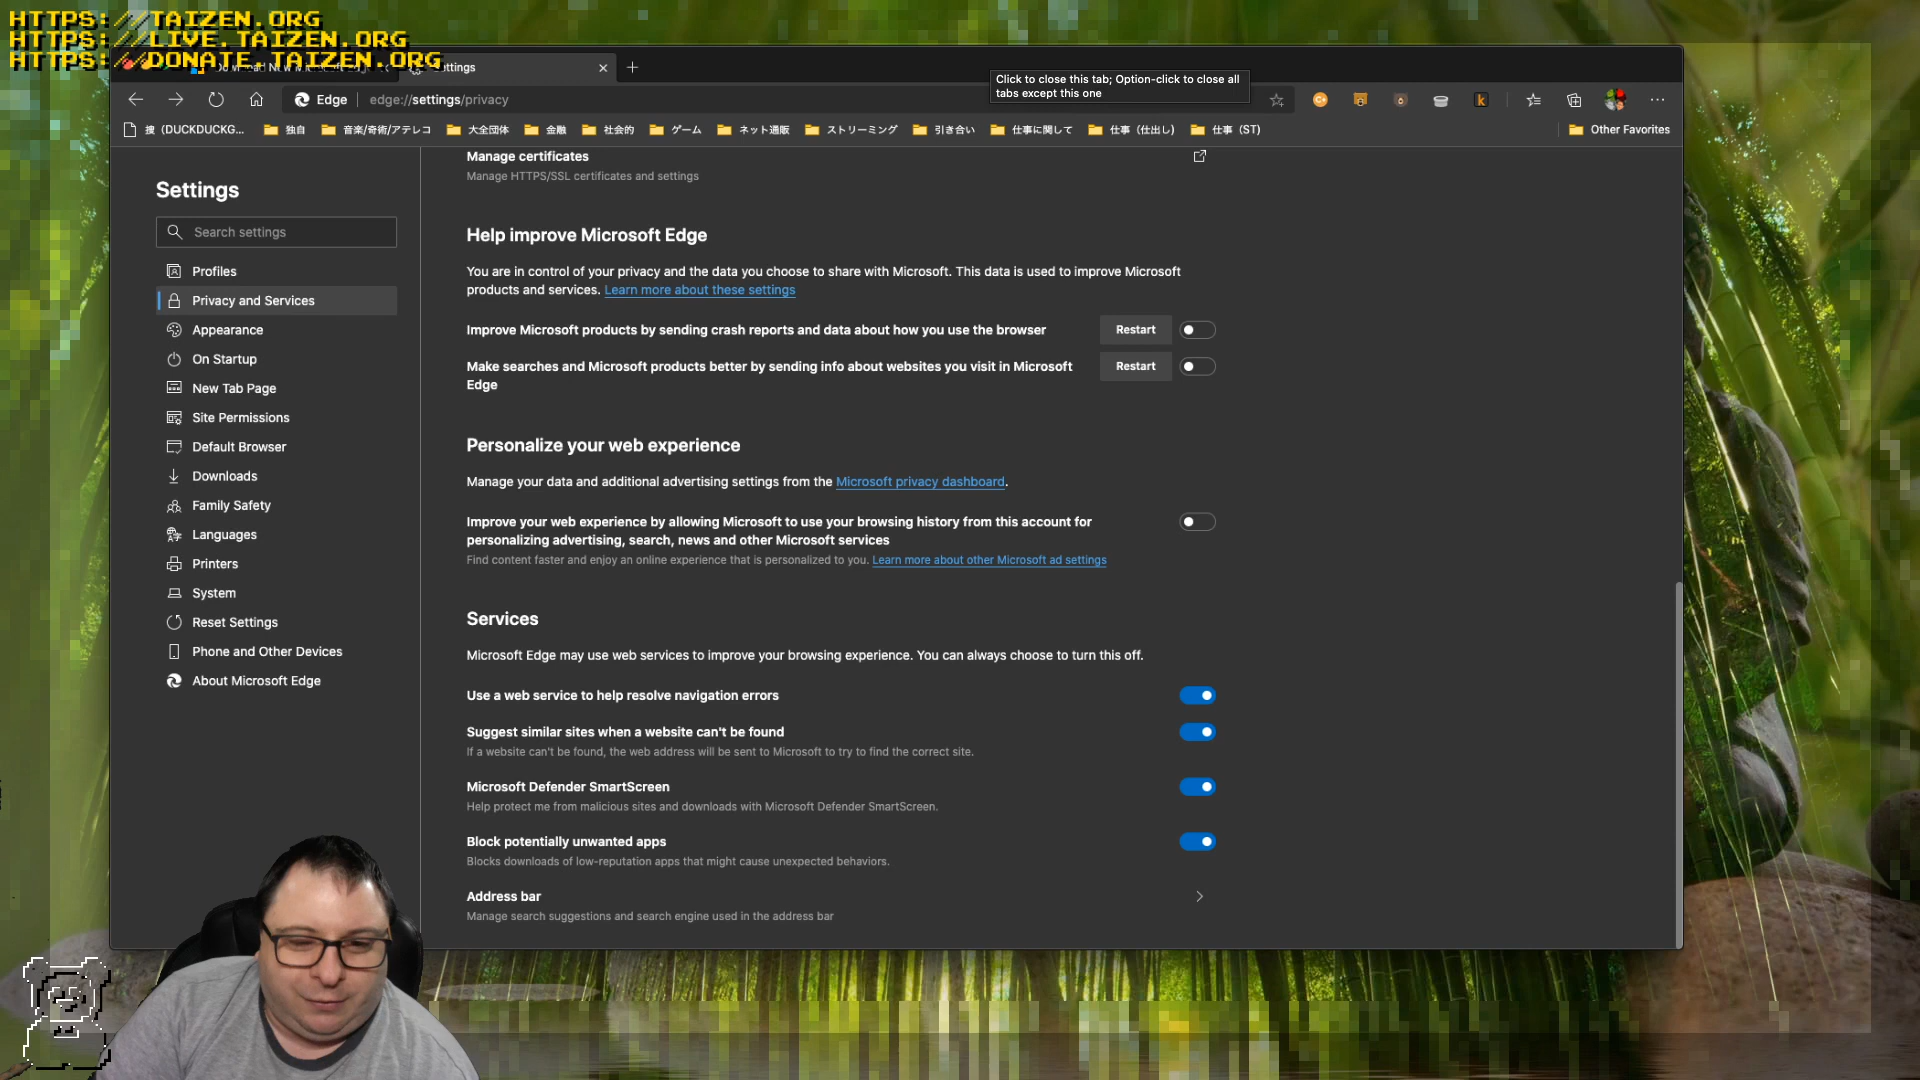 HTTPS://TAIZEN.ORG
HTTPS://LIVE.TAIZEN.ORG
HTTPS://DONATE.TAIZEN.ORG
Click to close this tab; Option-click to close all
tabs except this one
Edge
edge://settings/privacy
搜（DUCKDUCKG...
独自
音楽/奇術/アテレコ
大全団体
金融
社会的
ゲーム
ネット通販
ストリーミング
引き合い
仕事に関して
仕事（仕出し）
仕事（ST）
Other Favorites
Settings
Search settings
Profiles
Privacy and Services
Appearance
On Startup
New Tab Page
Site Permissions
Default Browser
Downloads
Family Safety
Languages
Printers
System
Reset Settings
Phone and Other Devices
About Microsoft Edge
Manage certificates
Manage HTTPS/SSL certificates and settings
Help improve Microsoft Edge
You are in control of your privacy and the data you choose to share with Microsoft. This data is used to improve Microsoft
products and services. Learn more about these settings
Improve Microsoft products by sending crash reports and data about how you use the browser
Restart
Make searches and Microsoft products better by sending info about websites you visit in Microsoft
Edge
Restart
Personalize your web experience
Manage your data and additional advertising settings from the Microsoft privacy dashboard.
Improve your web experience by allowing Microsoft to use your browsing history from this account for
personalizing advertising, search, news and other Microsoft services
Find content faster and enjoy an online experience that is personalized to you. Learn more about other Microsoft ad settings
Services
Microsoft Edge may use web services to improve your browsing experience. You can always choose to turn this off.
Use a web service to help resolve navigation errors
Suggest similar sites when a website can't be found
If a website can't be found, the web address will be sent to Microsoft to try to find the correct site.
Microsoft Defender SmartScreen
Help protect me from malicious sites and downloads with Microsoft Defender SmartScreen.
Block potentially unwanted apps
Blocks downloads of low-reputation apps that might cause unexpected behaviors.
Address bar
Manage search suggestions and search engine used in the address bar